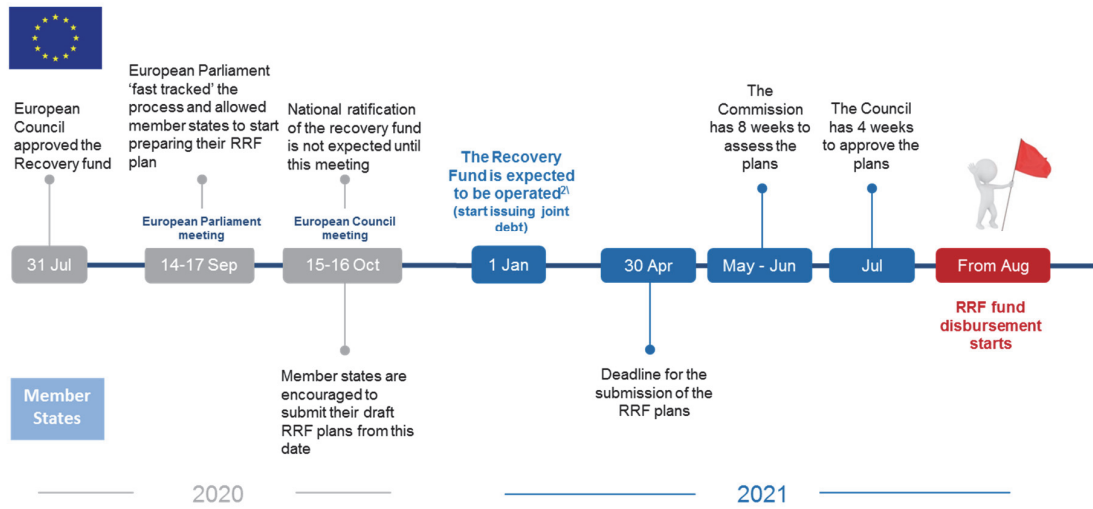 European
Council
approved the
Recovery fund
European Parliament
‘fast tracked’ the
process and allowed
member states to start
preparing their RRF
plan
National ratification
of the recovery fund
is not expected until
this meeting
The Recovery
Fund is expected
to be operated2\
(start issuing joint
debt)
The
Commission
has 8 weeks to
assess the
plans
The Council
has 4 weeks
to approve the
plans
European Parliament
meeting
European Council
meeting
31 Jul
14-17 Sep
15-16 Oct
1 Jan
30 Apr
May - Jun
Jul
From Aug
RRF fund
disbursement
starts
Member
States
Member states are
encouraged to
submit their draft
RRF plans from this
date
Deadline for the
submission of the
RRF plans
2020
2021